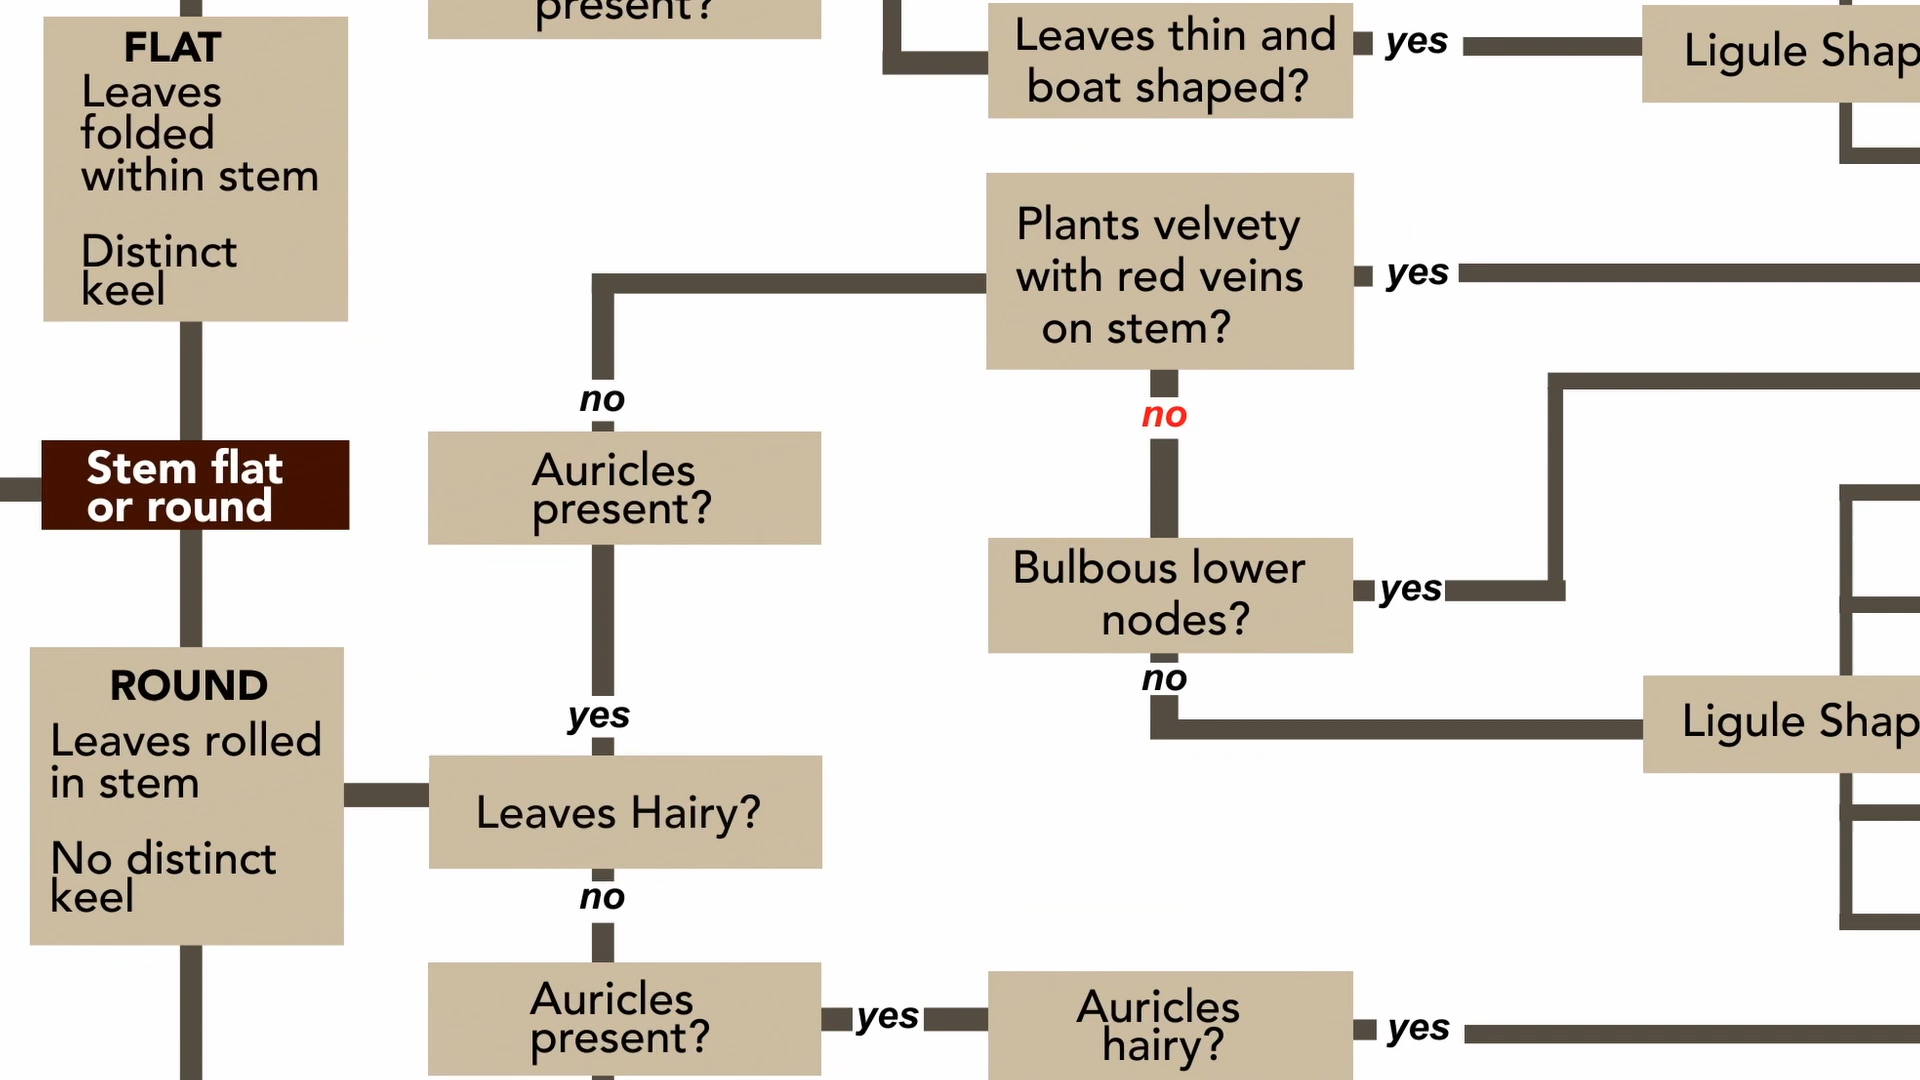 FLAT
Leaves
folded
within stem
Distinct
keel
Stem flat
or round
ROUND
Leaves rolled
in stem
No distinct
keel
present?
no
Auricles
present?
yes
Leaves Hairy?
no
Auricles
present?
yes
Leaves thin and
boat shaped?
yes
Ligule Shap
Plants velvety
with red veins
on stem?
yes
no
Bulbous lower
nodes?
yes
no
Ligule Shap
Auricles
hairy?
yes